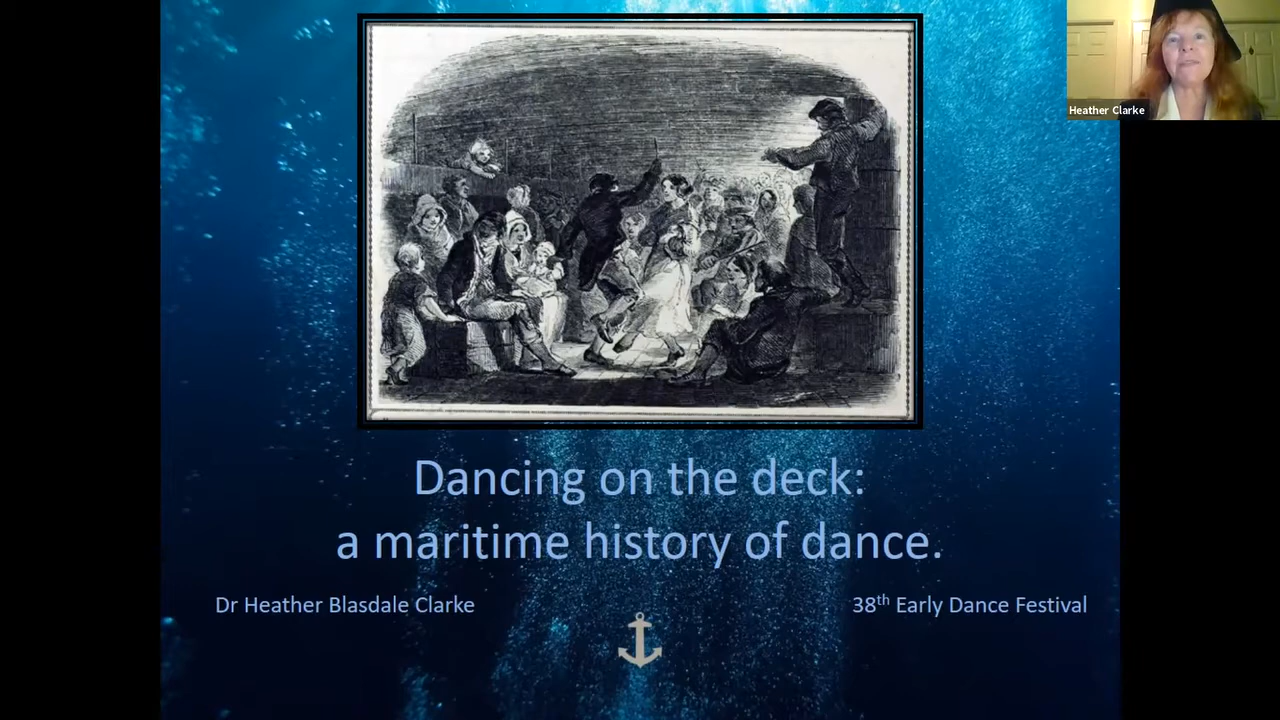 Heather Clarke
Dancing on the deck:
a maritime history of dance.
Dr Heather Blasdale Clarke
38th Early Dance Festival